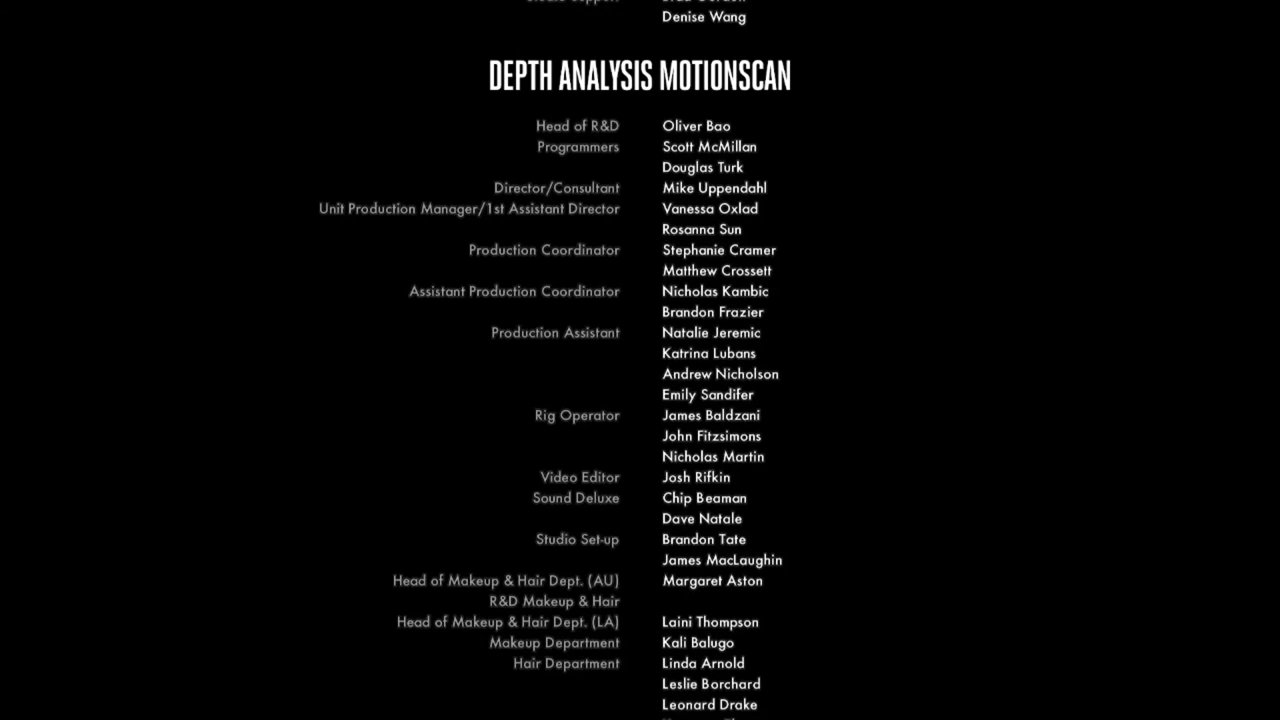 Denise Wang
DEPTH ANALYSIS MOTIONSCAN
Head of R&D Oliver Bao
Programmers Scott McMillan
Douglas Turk
Director/Consultant Mike Uppendahl
Unit Production Manager/1st Assistant Director Vanessa Oxlad
Rosanna Sun
Production Coordinator Stephanie Cramer
Matthew Crossett
Assistant Production Coordinator Nicholas Kambic
Brandon Frazier
Production Assistant Natalie Jeremic
Katrina Lubans
Andrew Nicholson
Emily Sandifer
Rig Operator James Baldzani
John Fitzsimons
Nicholas Martin
Video Editor Josh Rifkin
Sound Deluxe Chip Beaman
Dave Natale
Studio Set-up Brandon Tate
James MacLaughin
Head of Makeup & Hair Dept. (AU) Margaret Aston
R&D Makeup & Hair
Head of Makeup & Hair Dept. (LA) Laini Thompson
Makeup Department Kali Balugo
Hair Department Linda Arnold
Leslie Borchard
Leonard Drake